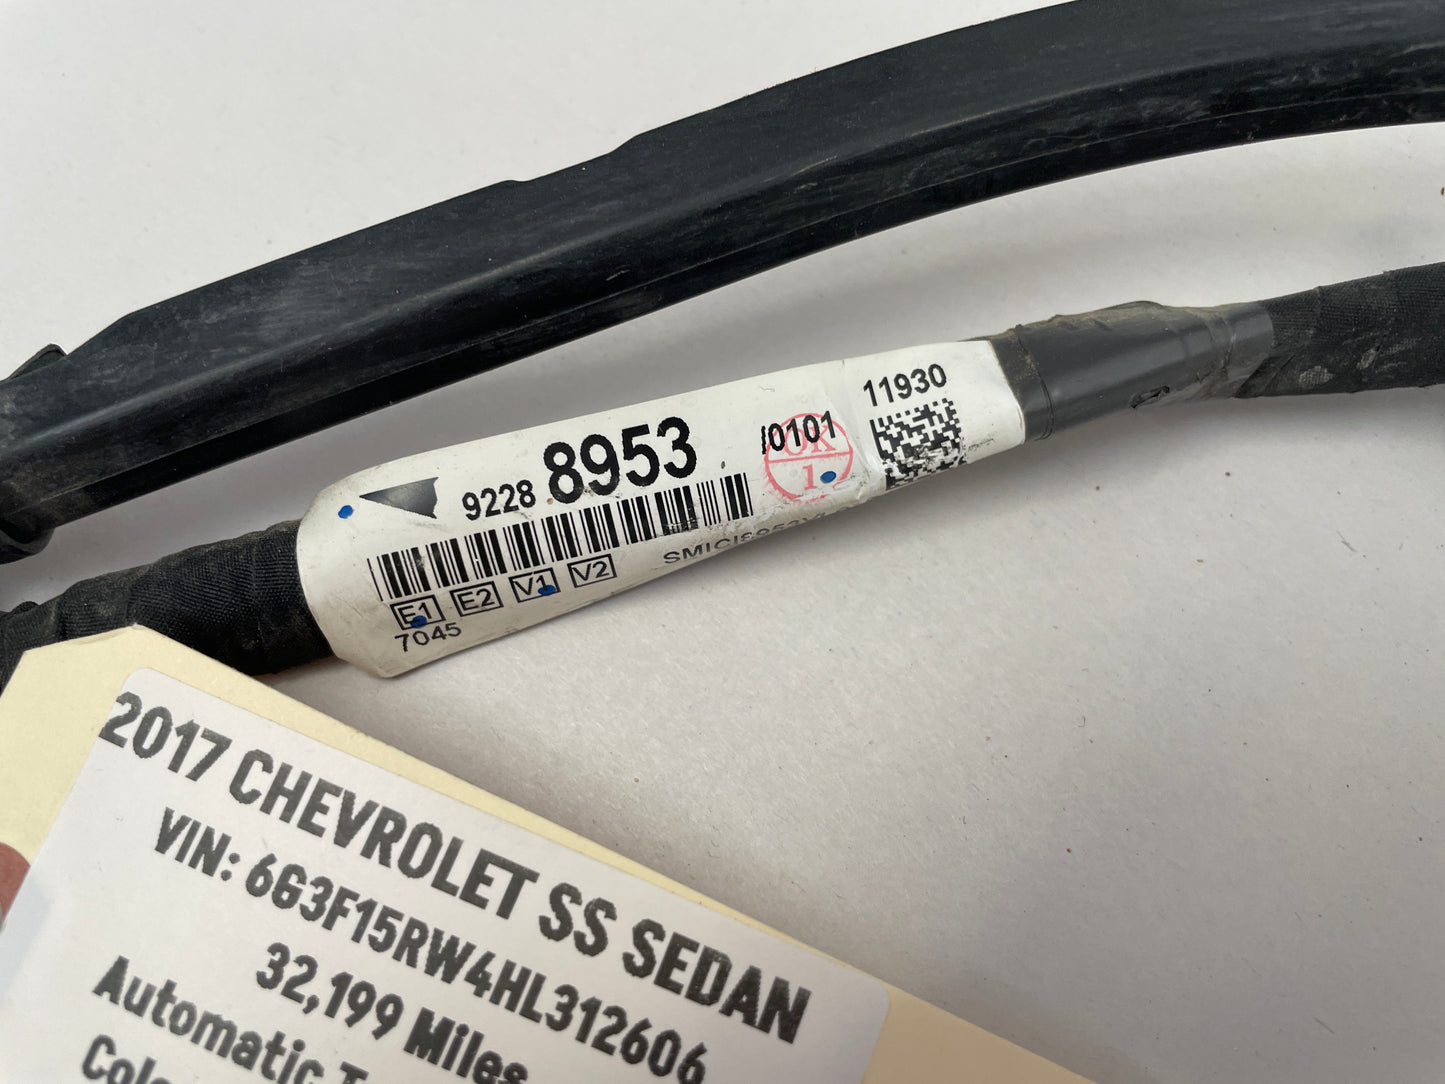 9228 8953 /0101 11930
OK
1
E1 E2 V1 V2
7045
2017 CHEVROLET SS SEDAN
VIN: 6G3F15RW4HL312606
32,199 Miles
Automatic